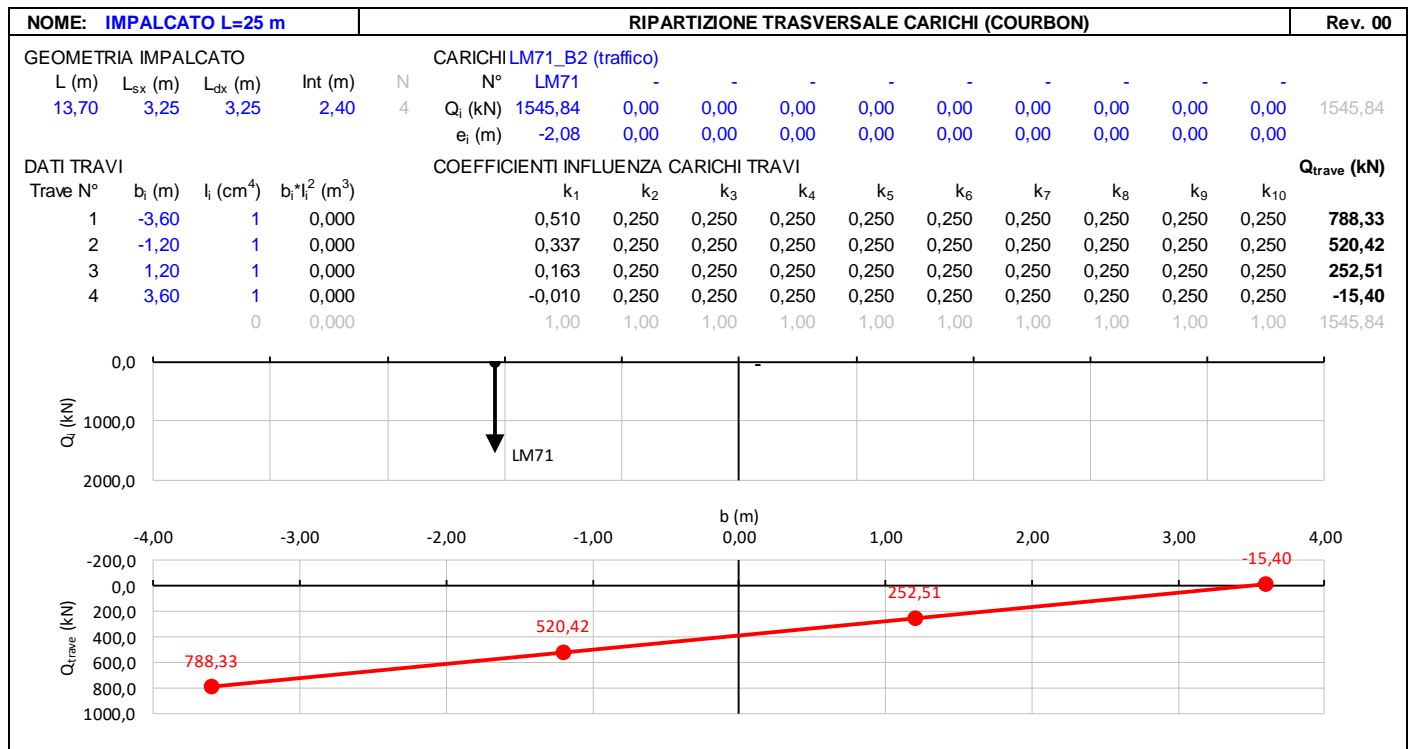 NOME: IMPALCATO L=25 m RIPARTIZIONE TRASVERSALE CARICHI (COURBON) Rev. 00
GEOMETRIA IMPALCATO CARICHI LM71_B2 (traffico)
L (m) Lsx (m) Ldx (m) Int (m) N N° LM71 - - - - - - - - -
13,70 3,25 3,25 2,40 4 Qi (kN) 1545,84 0,00 0,00 0,00 0,00 0,00 0,00 0,00 0,00 0,00 1545,84
ei (m) -2,08 0,00 0,00 0,00 0,00 0,00 0,00 0,00 0,00 0,00
DATI TRAVI COEFFICIENTI INFLUENZA CARICHI TRAVI Qtrave (kN)
Trave N° bi (m) Ii (cm4) bi*Ii2 (m3) k1 k2 k3 k4 k5 k6 k7 k8 k9 k10
1 -3,60 1 0,000 0,510 0,250 0,250 0,250 0,250 0,250 0,250 0,250 0,250 0,250 788,33
2 -1,20 1 0,000 0,337 0,250 0,250 0,250 0,250 0,250 0,250 0,250 0,250 0,250 520,42
3 1,20 1 0,000 0,163 0,250 0,250 0,250 0,250 0,250 0,250 0,250 0,250 0,250 252,51
4 3,60 1 0,000 -0,010 0,250 0,250 0,250 0,250 0,250 0,250 0,250 0,250 0,250 -15,40
0 0,000 1,00 1,00 1,00 1,00 1,00 1,00 1,00 1,00 1,00 1,00 1545,84
0,0
Qi (kN)
1000,0
LM71
2000,0
b (m)
-4,00 -3,00 -2,00 -1,00 0,00 1,00 2,00 3,00 4,00
-200,0
-15,40
0,0
252,51
200,0
Qtrave (kN)
400,0
520,42
600,0
788,33
800,0
1000,0